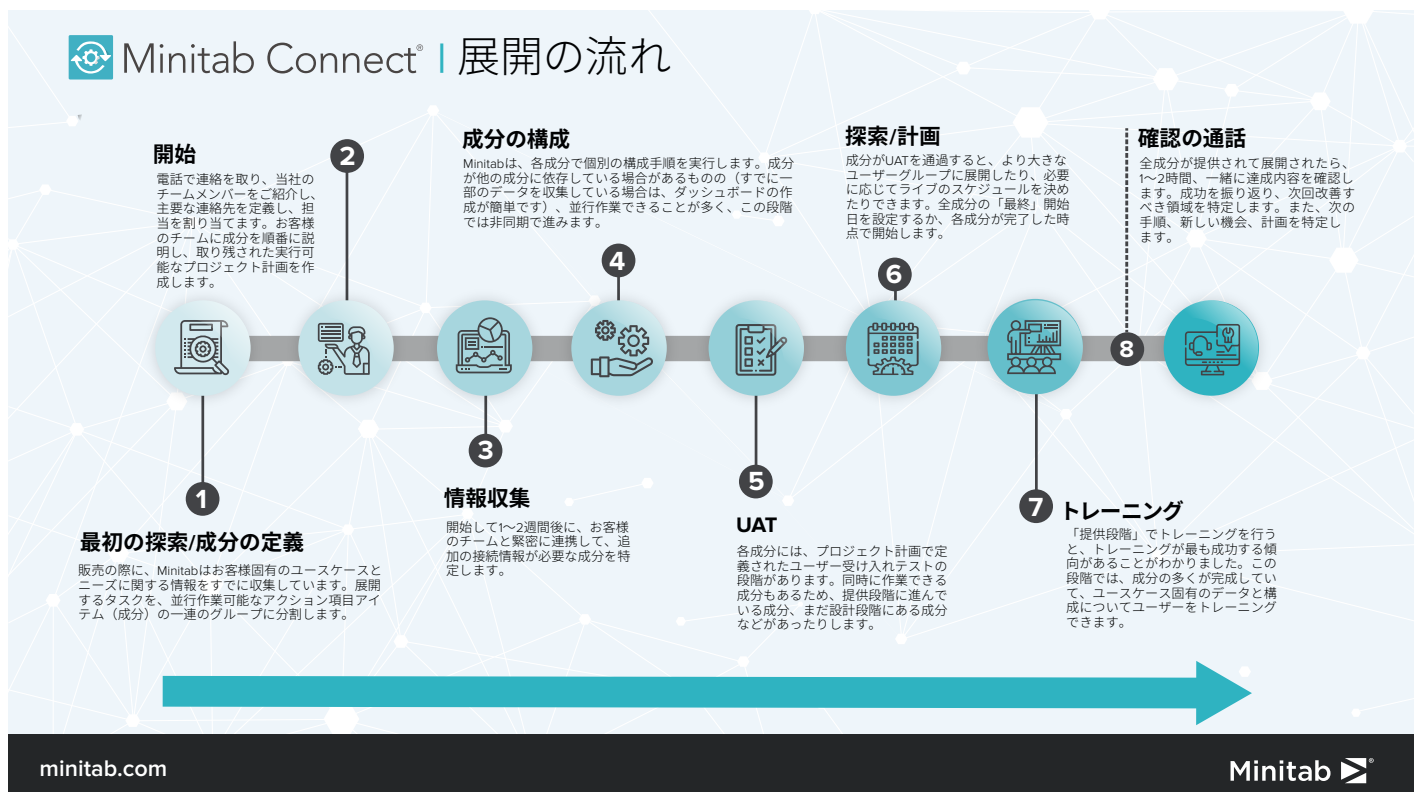 Minitab Connect® | 展開の流れ
1
最初の探索/成分の定義
販売の際に、Minitabはお客様固有のユースケースと
ニーズに関する情報をすでに収集しています。展開
するタスクを、並行作業可能なアクション項目アイ
テム（成分）の一連のグループに分割します。
2
開始
電話で連絡を取り、当社の
チームメンバーをご紹介し、
主要な連絡先を定義し、担
当を割り当てます。お客様
のチームに成分を順番に説
明し、取り残された実行可
能なプロジェクト計画を作
成します。
3
情報収集
開始して1〜2週間後に、お客様
のチームと緊密に連携して、追
加の接続情報が必要な成分を特
定します。
成分の構成
Minitabは、各成分で個別の構成手順を実行します。成分
が他の成分に依存している場合があるものの（すでに一
部のデータを収集している場合は、ダッシュボードの作
成が簡単です）、並行作業できることが多く、この段階
では非同期で進みます。
4
5
UAT
各成分には、プロジェクト計画で定
義されたユーザー受け入れテストの
段階があります。同時に作業できる
成分もあるため、提供段階に進んで
いる成分、まだ設計段階にある成分
などがあったりします。
探索/計画
成分がUATを通過すると、より大きな
ユーザーグループに展開したり、必要
に応じてライブのスケジュールを決め
たりできます。全成分の「最終」開始
日を設定するか、各成分が完了した時
点で開始します。
6
7
トレーニング
「提供段階」でトレーニングを行う
と、トレーニングが最も成功する傾
向があることがわかりました。この
段階では、成分の多くが完成してい
て、ユースケース固有のデータと構
成についてユーザーをトレーニング
できます。
確認の通話
全成分が提供されて展開されたら、
1〜2時間、一緒に達成内容を確認し
ます。成功を振り返り、次回改善す
べき領域を特定します。また、次の
手順、新しい機会、計画を特定し
ます。
8
minitab.com
Minitab®